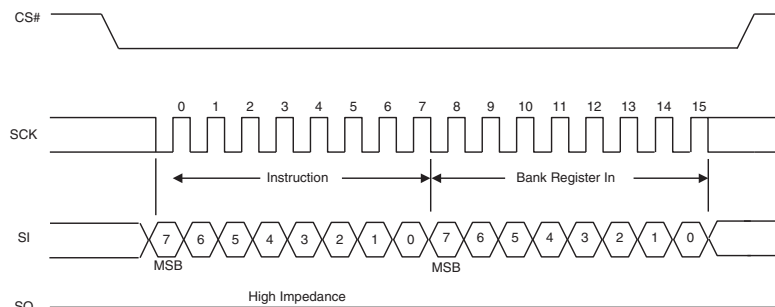 CS#
0 1 2 3 4 5 6 7 8 9 10 11 12 13 14 15
SCK
Instruction Bank Register In
SI 7 6 5 4 3 2 1 0 7 6 5 4 3 2 1 0
MSB MSB
High Impedance
SO